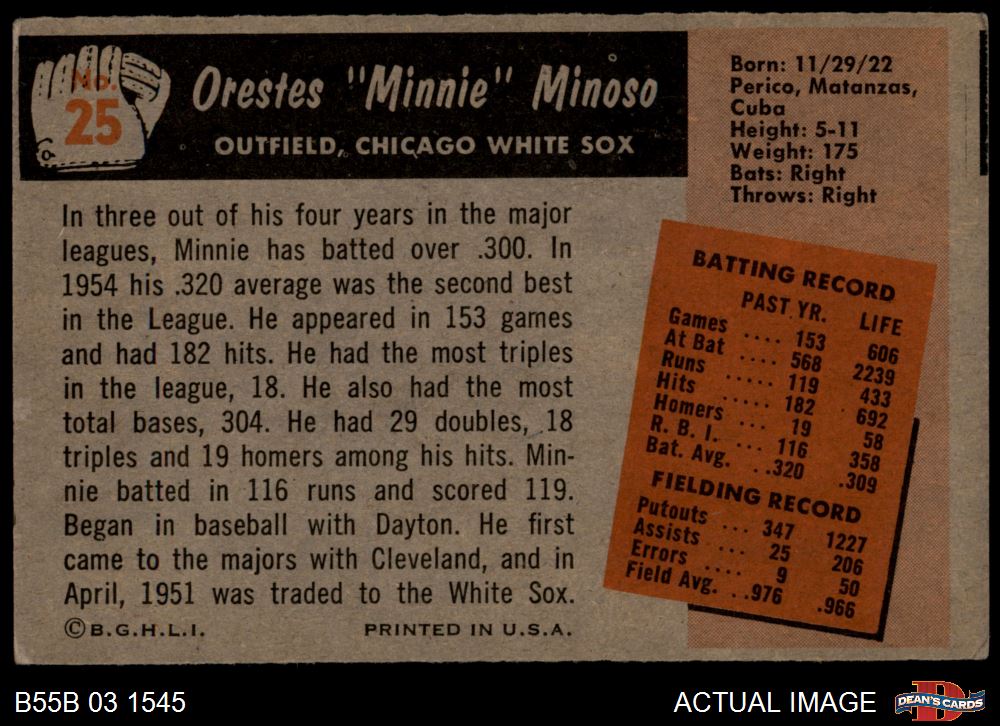 No.
25
Orestes "Minnie" Minoso
OUTFIELD, CHICAGO WHITE SOX
Born: 11/29/22
Perico, Matanzas,
Cuba
Height: 5-11
Weight: 175
Bats: Right
Throws: Right
In three out of his four years in the major
leagues, Minnie has batted over .300. In
1954 his .320 average was the second best
in the League. He appeared in 153 games
and had 182 hits. He had the most triples
in the league, 18. He also had the most
total bases, 304. He had 29 doubles, 18
triples and 19 homers among his hits. Min-
nie batted in 116 runs and scored 119.
Began in baseball with Dayton. He first
came to the majors with Cleveland, and in
April, 1951 was traded to the White Sox.
© B.G.H.L.I. PRINTED IN U.S.A.
BATTING RECORD
PAST YR. LIFE
Games .... 153 606
At Bat .... 568 2239
Runs ..... 119 433
Hits ..... 182 692
Homers ... 19 58
R. B. I. ... 116 358
Bat. Avg. ..320 .309
FIELDING RECORD
Putouts ... 347 1227
Assists ... 25 206
Errors .... 9 50
Field Avg. ..976 .966
B55B 03 1545 ACTUAL IMAGE D DEAN'S CARDS